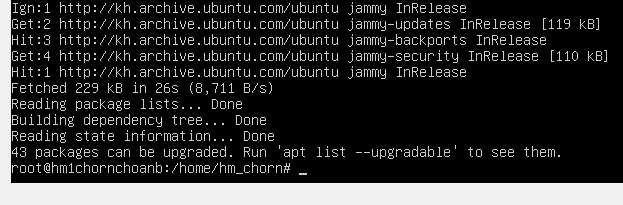 Ign:1 http://kh.archive.ubuntu.com/ubuntu jammy InRelease
Get:2 http://kh.archive.ubuntu.com/ubuntu jammy-updates InRelease [119 kB]
Hit:3 http://kh.archive.ubuntu.com/ubuntu jammy-backports InRelease
Get:4 http://kh.archive.ubuntu.com/ubuntu jammy-security InRelease [110 kB]
Hit:1 http://kh.archive.ubuntu.com/ubuntu jammy InRelease
Fetched 229 kB in 26s (8,711 B/s)
Reading package lists... Done
Building dependency tree... Done
Reading state information... Done
43 packages can be upgraded. Run 'apt list --upgradable' to see them.
root@hm1chornchoanb:/home/hm_chorn# _